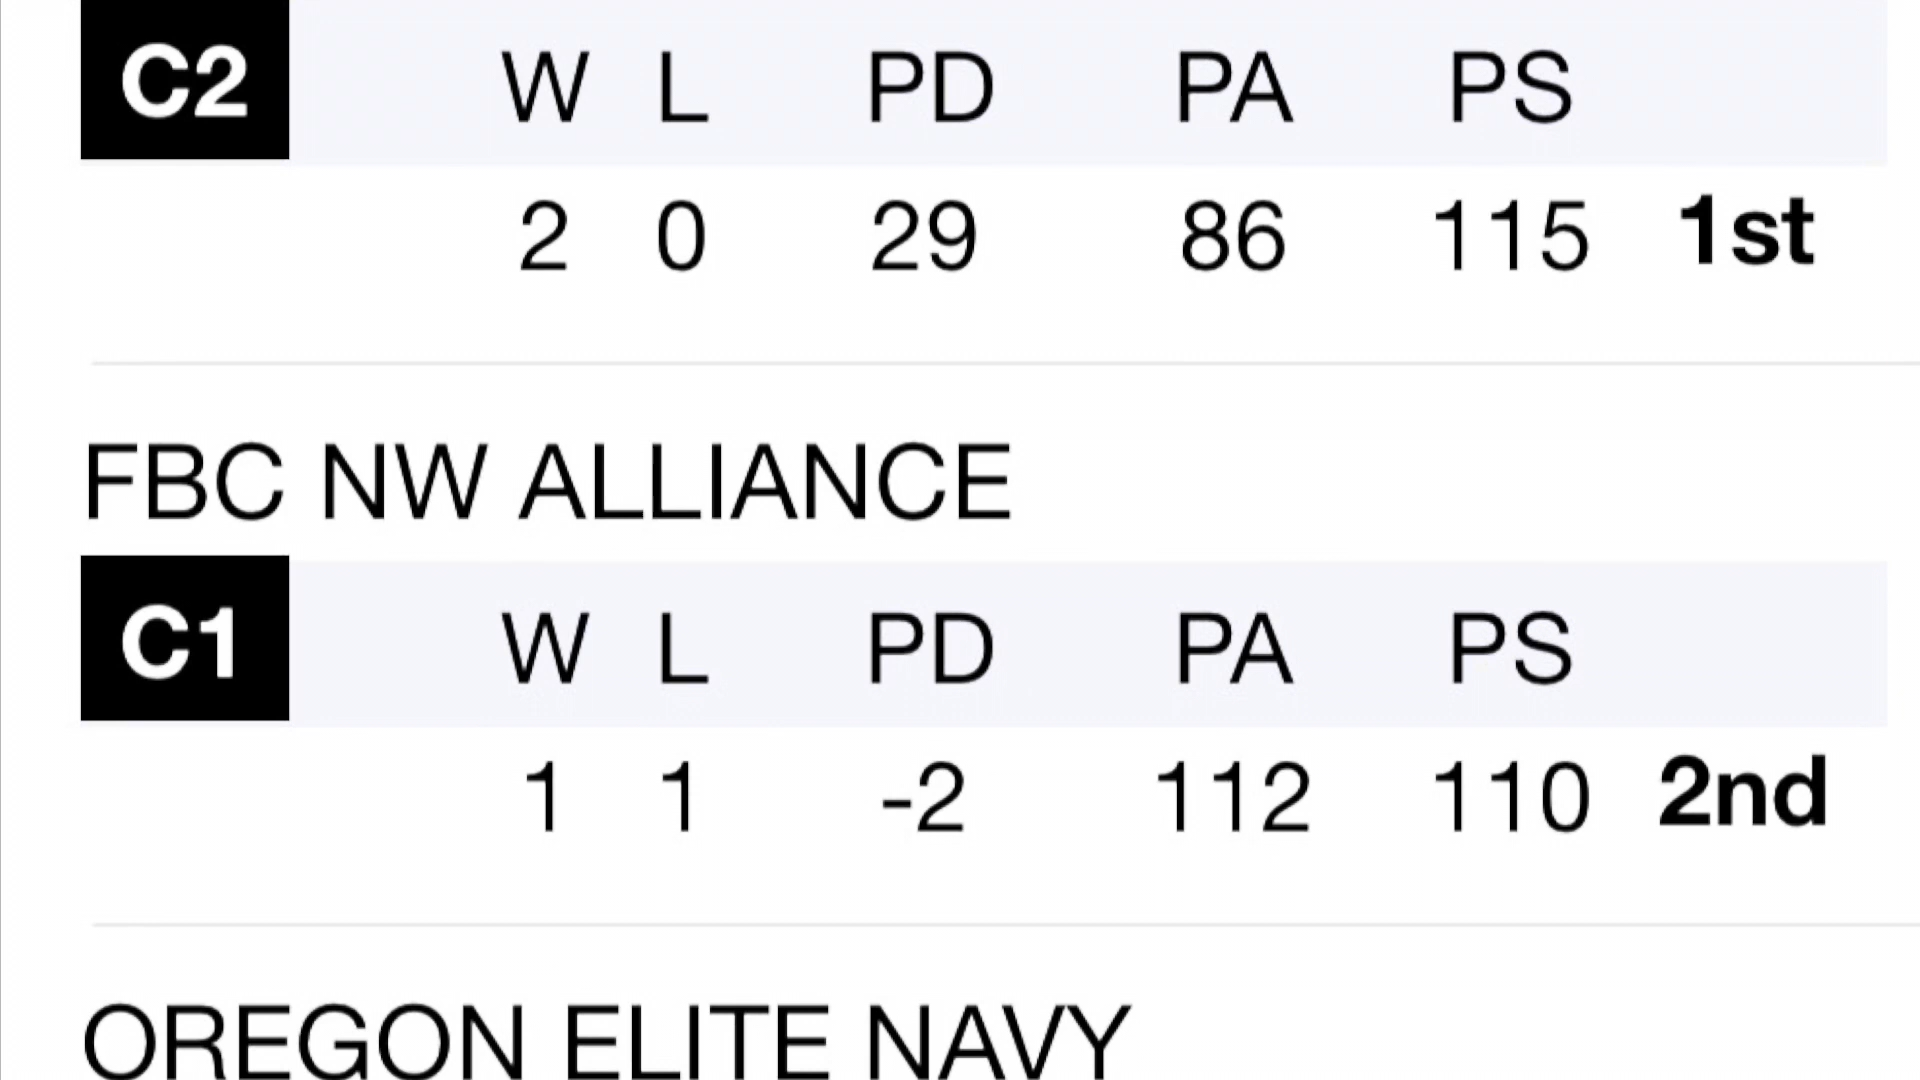 C2 W L PD PA PS
2 0 29 86 115 1st
FBC NW ALLIANCE
C1 W L PD PA PS
1 1 -2 112 110 2nd
OREGON ELITE NAVY